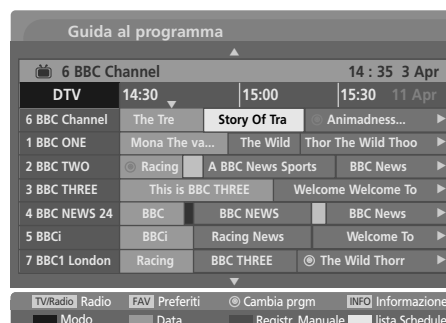 Guida al programma
6 BBC Channel 14 : 35 3 Apr
DTV 14:30 15:00 15:30 11 Apr
6 BBC Channel The Tre Story Of Tra Animadness...
1 BBC ONE Mona The va... The Wild Thor The Wild Thoo
2 BBC TWO Racing A BBC News Sports BBC News
3 BBC THREE This is BBC THREE Welcome Welcome To
4 BBC NEWS 24 BBC BBC NEWS BBC News
5 BBCi BBCi Racing News Welcome To
7 BBC1 London Racing BBC THREE The Wild Thorr
TV/Radio Radio FAV Preferiti Cambia prgm INFO Informazione
Modo Data Registr. Manuale lista Schedule